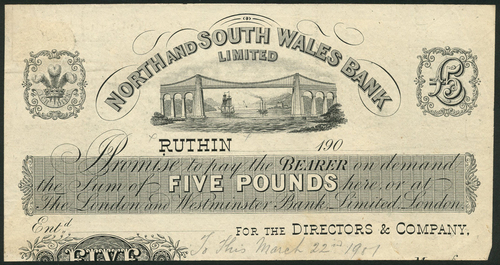 NORTH AND SOUTH WALES BANK
LIMITED
£5
RUTHIN 190
I Promise to pay the BEARER on demand
the Sum of FIVE POUNDS here, or at
The London and Westminster Bank, Limited, London.
Entd.
FOR THE DIRECTORS & COMPANY.
To This March 22nd 1901
FIVE